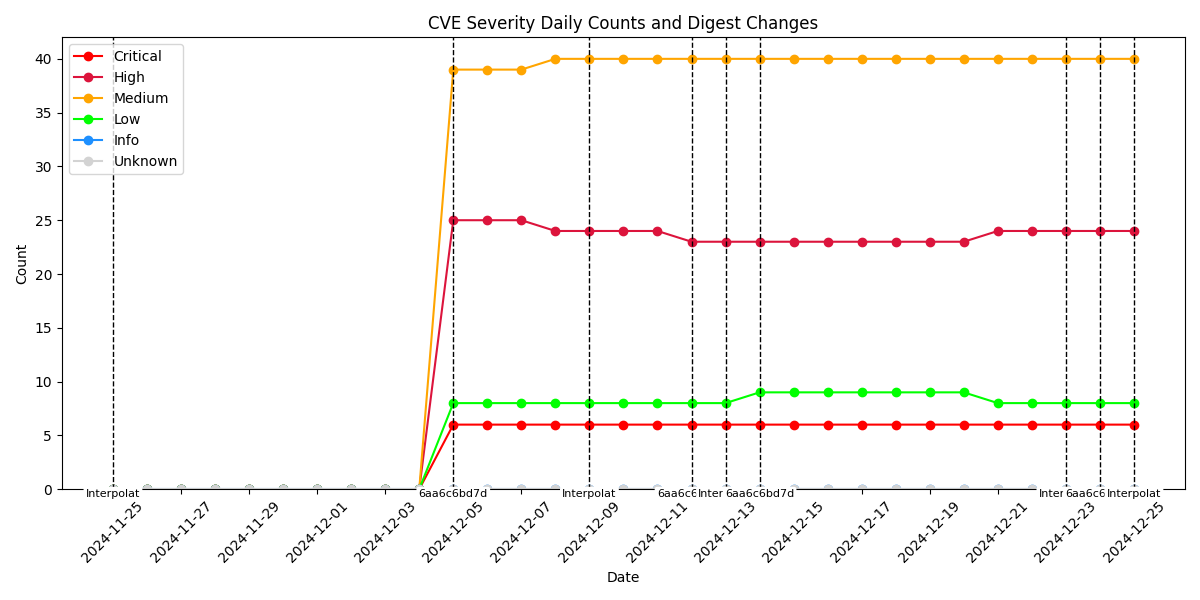 CVE Severity Daily Counts and Digest Changes
Critical
High
Medium
Low
Info
Unknown
40
35
30
25
20
15
10
5
0
Count
Interpolat
6aa6c6bd7d
Interpolat
6aa6c6
Inter
6aa6c6bd7d
Inter
6aa6c6
Interpolat
2024-11-25
2024-11-27
2024-11-29
2024-12-01
2024-12-03
2024-12-05
2024-12-07
2024-12-09
2024-12-11
2024-12-13
2024-12-15
2024-12-17
2024-12-19
2024-12-21
2024-12-23
2024-12-25
Date